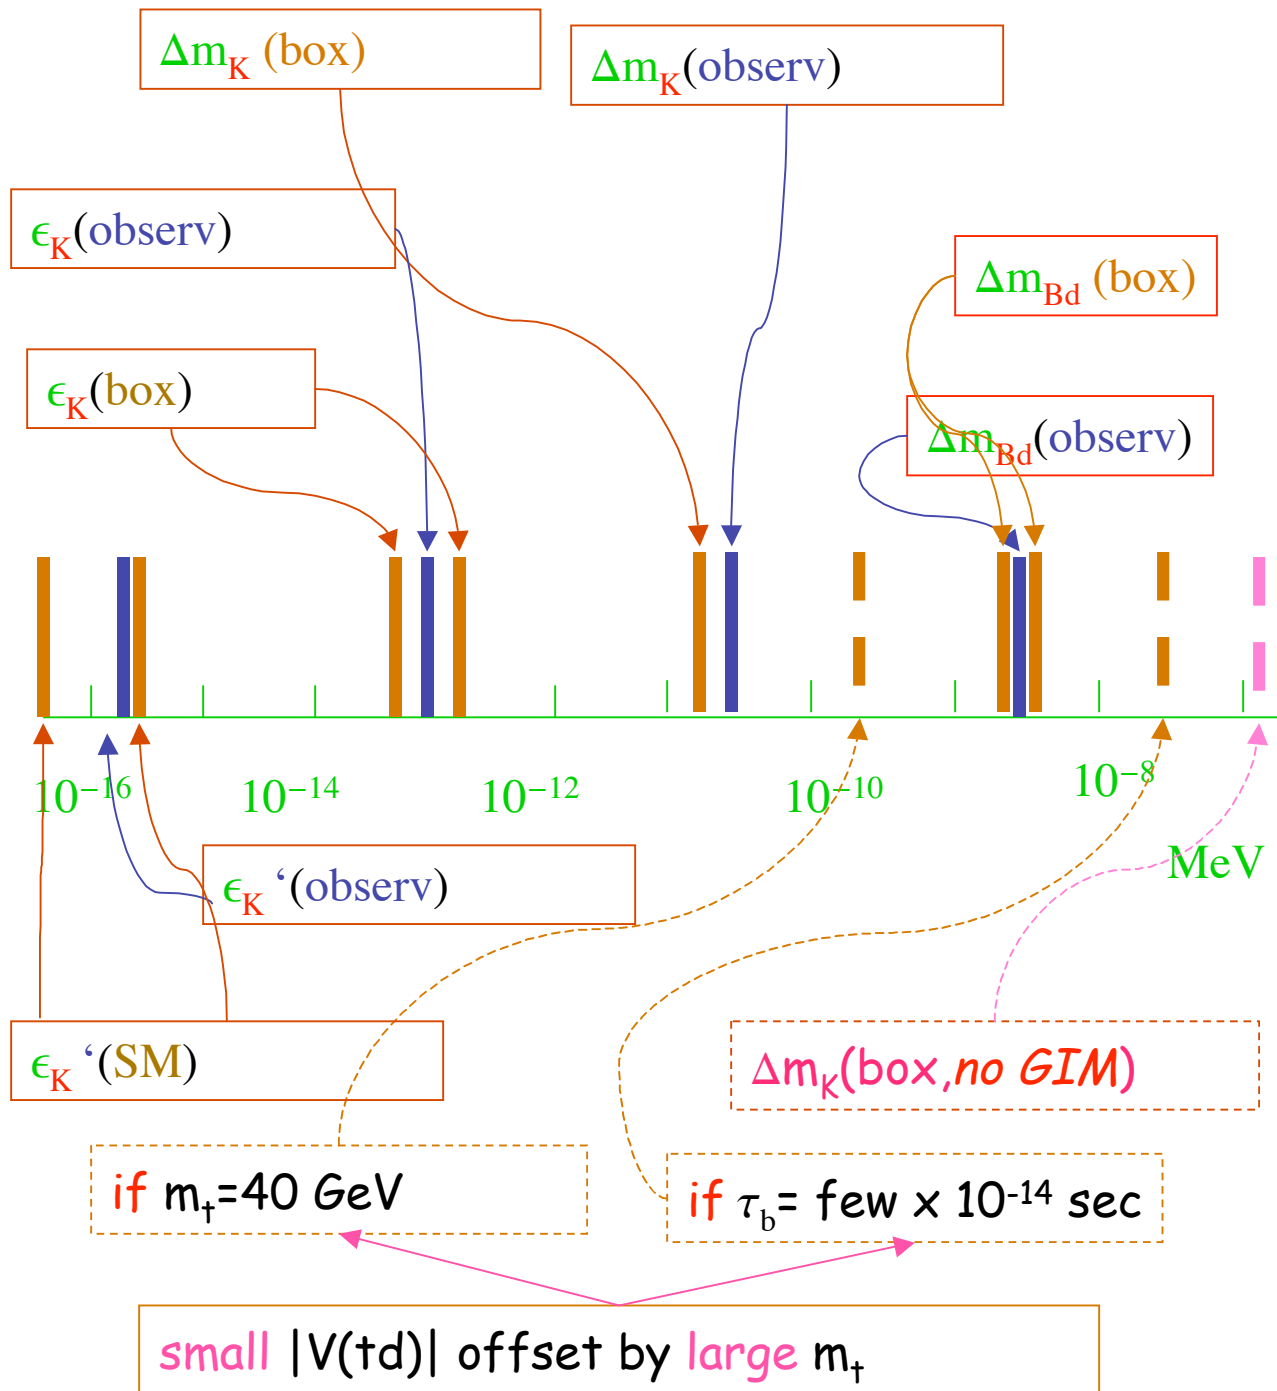 Δm_K (box)
Δm_K(observ)
ϵ_K(observ)
Δm_Bd (box)
ϵ_K(box)
Δm_Bd(observ)
10⁻¹⁶ 10⁻¹⁴ 10⁻¹² 10⁻¹⁰ 10⁻⁸
MeV
ϵ_K ‘(observ)
ϵ_K ‘(SM)
Δm_K(box,no GIM)
if m_t=40 GeV
if τ_b= few x 10⁻¹⁴ sec
small |V(td)| offset by large m_t